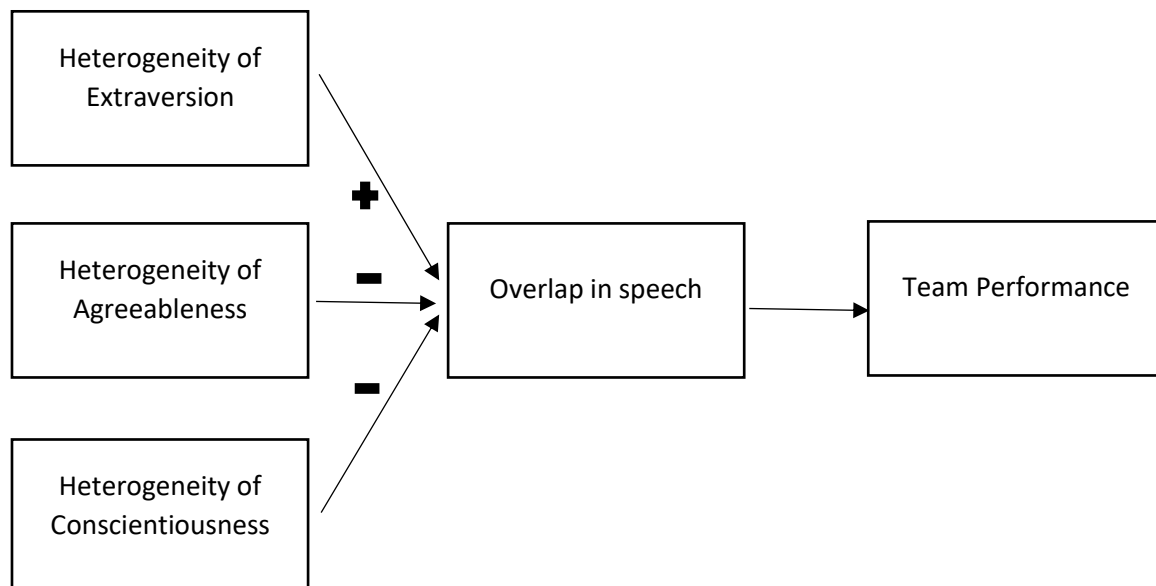 Heterogeneity of
Extraversion
+
-
Heterogeneity of
Agreeableness
Overlap in speech
Team Performance
-
Heterogeneity of
Conscientiousness